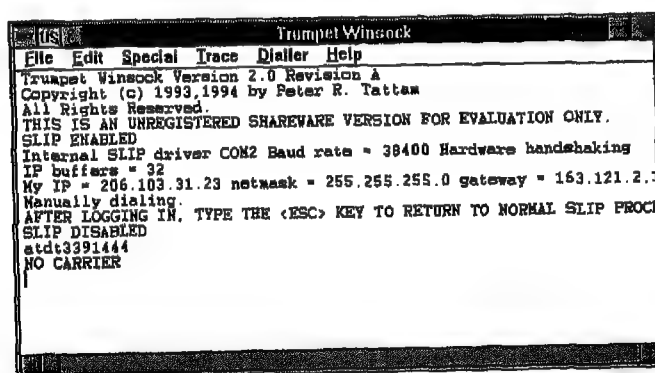 Trumpet Winsock
File Edit Special Trace Dialler Help
Trumpet Winsock Version 2.0 Revision A
Copyright (c) 1993,1994 by Peter R. Tattam
All Rights Reserved.
THIS IS AN UNREGISTERED SHAREWARE VERSION FOR EVALUATION ONLY.
SLIP ENABLED
Internal SLIP driver COM2 Baud rate = 38400 Hardware handshaking
IP buffers = 32
My IP = 206.103.31.23 netmask = 255.255.255.0 gateway = 163.121.2.
Manually dialing.
AFTER LOGGING IN, TYPE THE <ESC> KEY TO RETURN TO NORMAL SLIP PROC
SLIP DISABLED
atdt3391444
NO CARRIER